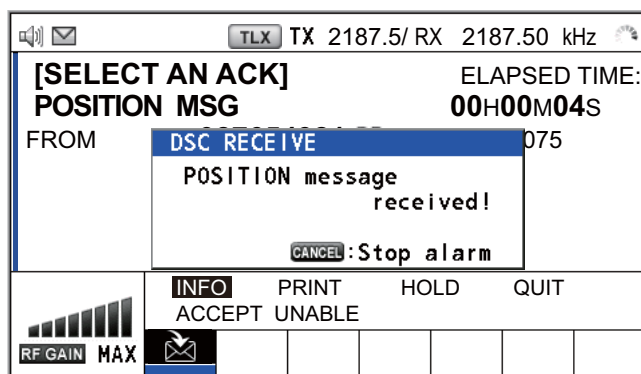 TLX TX 2187.5/ RX 2187.50 kHz
[SELECT AN ACK] ELAPSED TIME:
POSITION MSG 00H00M04S
FROM 075
DSC RECEIVE
POSITION message
received!
CANCEL:Stop alarm
INFO PRINT HOLD QUIT
ACCEPT UNABLE
RF GAIN MAX